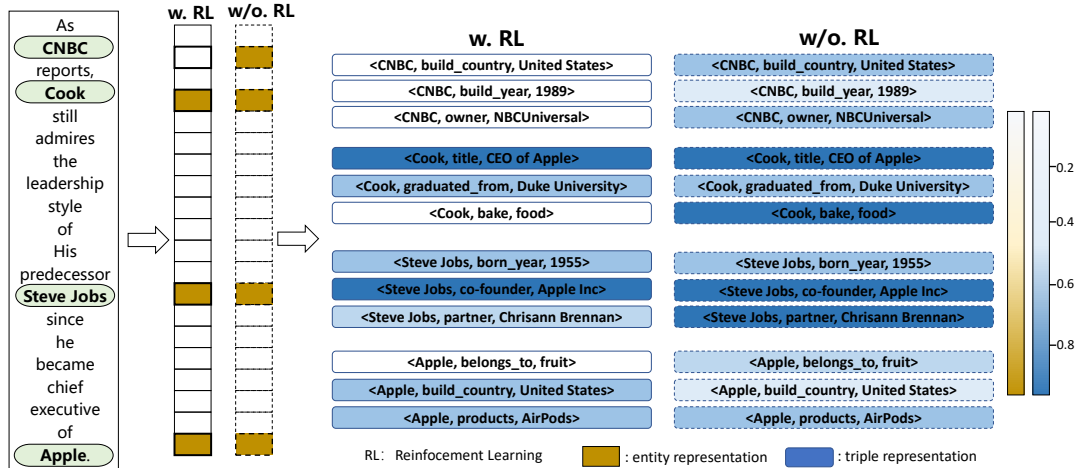 As
CNBC
reports,
Cook
still
admires
the
leadership
style
of
His
predecessor
Steve Jobs
since
he
became
chief
executive
of
Apple.
w. RL
w/o. RL
w. RL
<CNBC, build_country, United States>
<CNBC, build_year, 1989>
<CNBC, owner, NBCUniversal>
<Cook, title, CEO of Apple>
<Cook, graduated_from, Duke University>
<Cook, bake, food>
<Steve Jobs, born_year, 1955>
<Steve Jobs, co-founder, Apple Inc>
<Steve Jobs, partner, Chrisann Brennan>
<Apple, belongs_to, fruit>
<Apple, build_country, United States>
<Apple, products, AirPods>
w/o. RL
<CNBC, build_country, United States>
<CNBC, build_year, 1989>
<CNBC, owner, NBCUniversal>
<Cook, title, CEO of Apple>
<Cook, graduated_from, Duke University>
<Cook, bake, food>
<Steve Jobs, born_year, 1955>
<Steve Jobs, co-founder, Apple Inc>
<Steve Jobs, partner, Chrisann Brennan>
<Apple, belongs_to, fruit>
<Apple, build_country, United States>
<Apple, products, AirPods>
0.2
0.4
0.6
0.8
RL: Reinfocement Learning
: entity representation
: triple representation